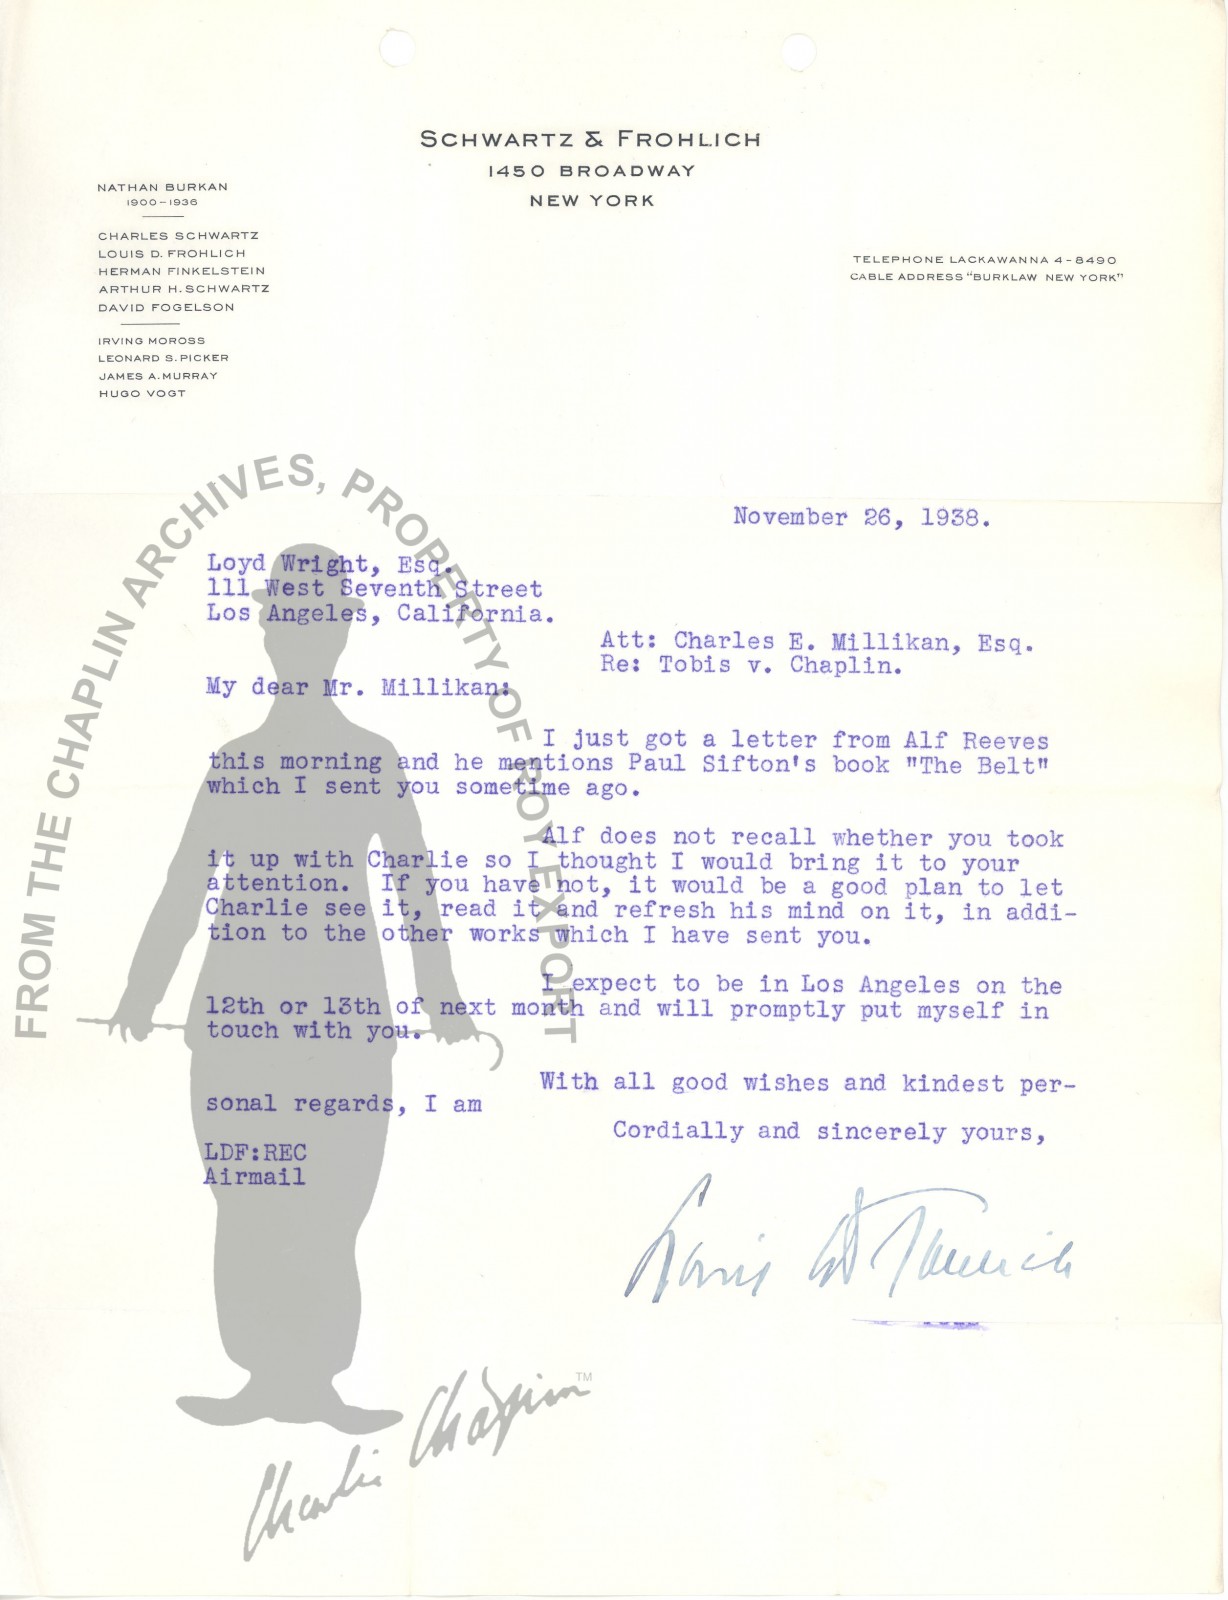 SCHWARTZ & FROHLICH
1450 BROADWAY
NEW YORK
NATHAN BURKAN
1900-1936
CHARLES SCHWARTZ
LOUIS D. FROHLICH
HERMAN FINKELSTEIN
ARTHUR H. SCHWARTZ
DAVID FOGELSON
IRVING MOROSS
LEONARD S. PICKER
JAMES A. MURRAY
HUGO VOGT
TELEPHONE LACKAWANNA 4-8490
CABLE ADDRESS "BURKLAW NEW YORK"
FROM THE CHAPLIN ARCHIVES, PROPERTY OF ROY EXPORT
November 26, 1938.
Loyd Wright, Esq.
111 West Seventh Street
Los Angeles, California.
Att: Charles E. Millikan, Esq.
Re: Tobis v. Chaplin.
My dear Mr. Millikan:
I just got a letter from Alf Reeves
this morning and he mentions Paul Sifton's book "The Belt"
which I sent you sometime ago.
Alf does not recall whether you took
it up with Charlie so I thought I would bring it to your
attention. If you have not, it would be a good plan to let
Charlie see it, read it and refresh his mind on it, in addi-
tion to the other works which I have sent you.
I expect to be in Los Angeles on the
12th or 13th of next month and will promptly put myself in
touch with you.
With all good wishes and kindest per-
sonal regards, I am
Cordially and sincerely yours,
LDF:REC
Airmail
Louis D Frohlich
Charlie Chaplin TM